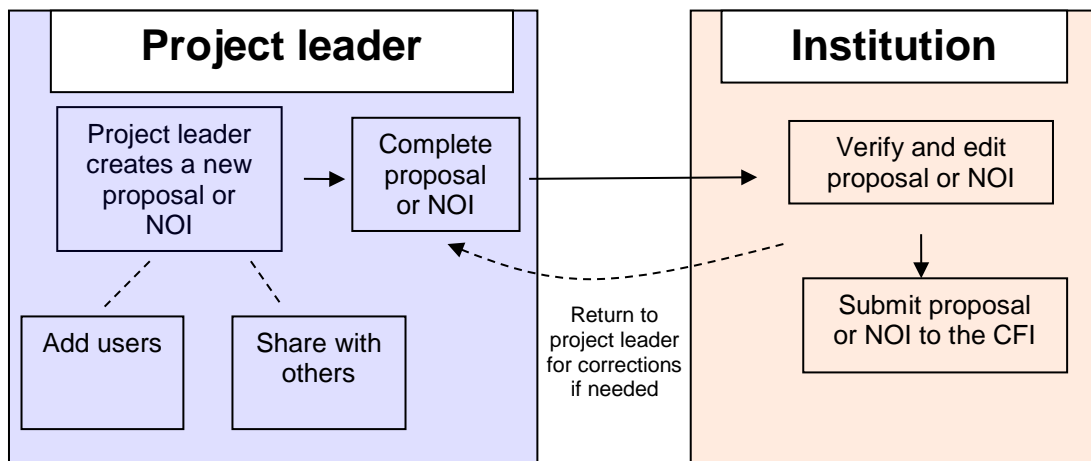 Project leader
Institution
Project leader
creates a new
proposal or
NOI
Complete
proposal
or NOI
Verify and edit
proposal or NOI
Add users
Share with
others
Return to
project leader
for corrections
if needed
Submit proposal
or NOI to the CFI